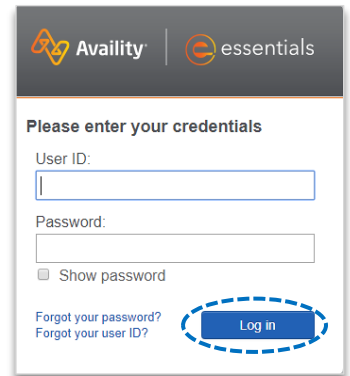 Availity essentials
Please enter your credentials
User ID:
Password:
Show password
Forgot your password?
Forgot your user ID?
Log in